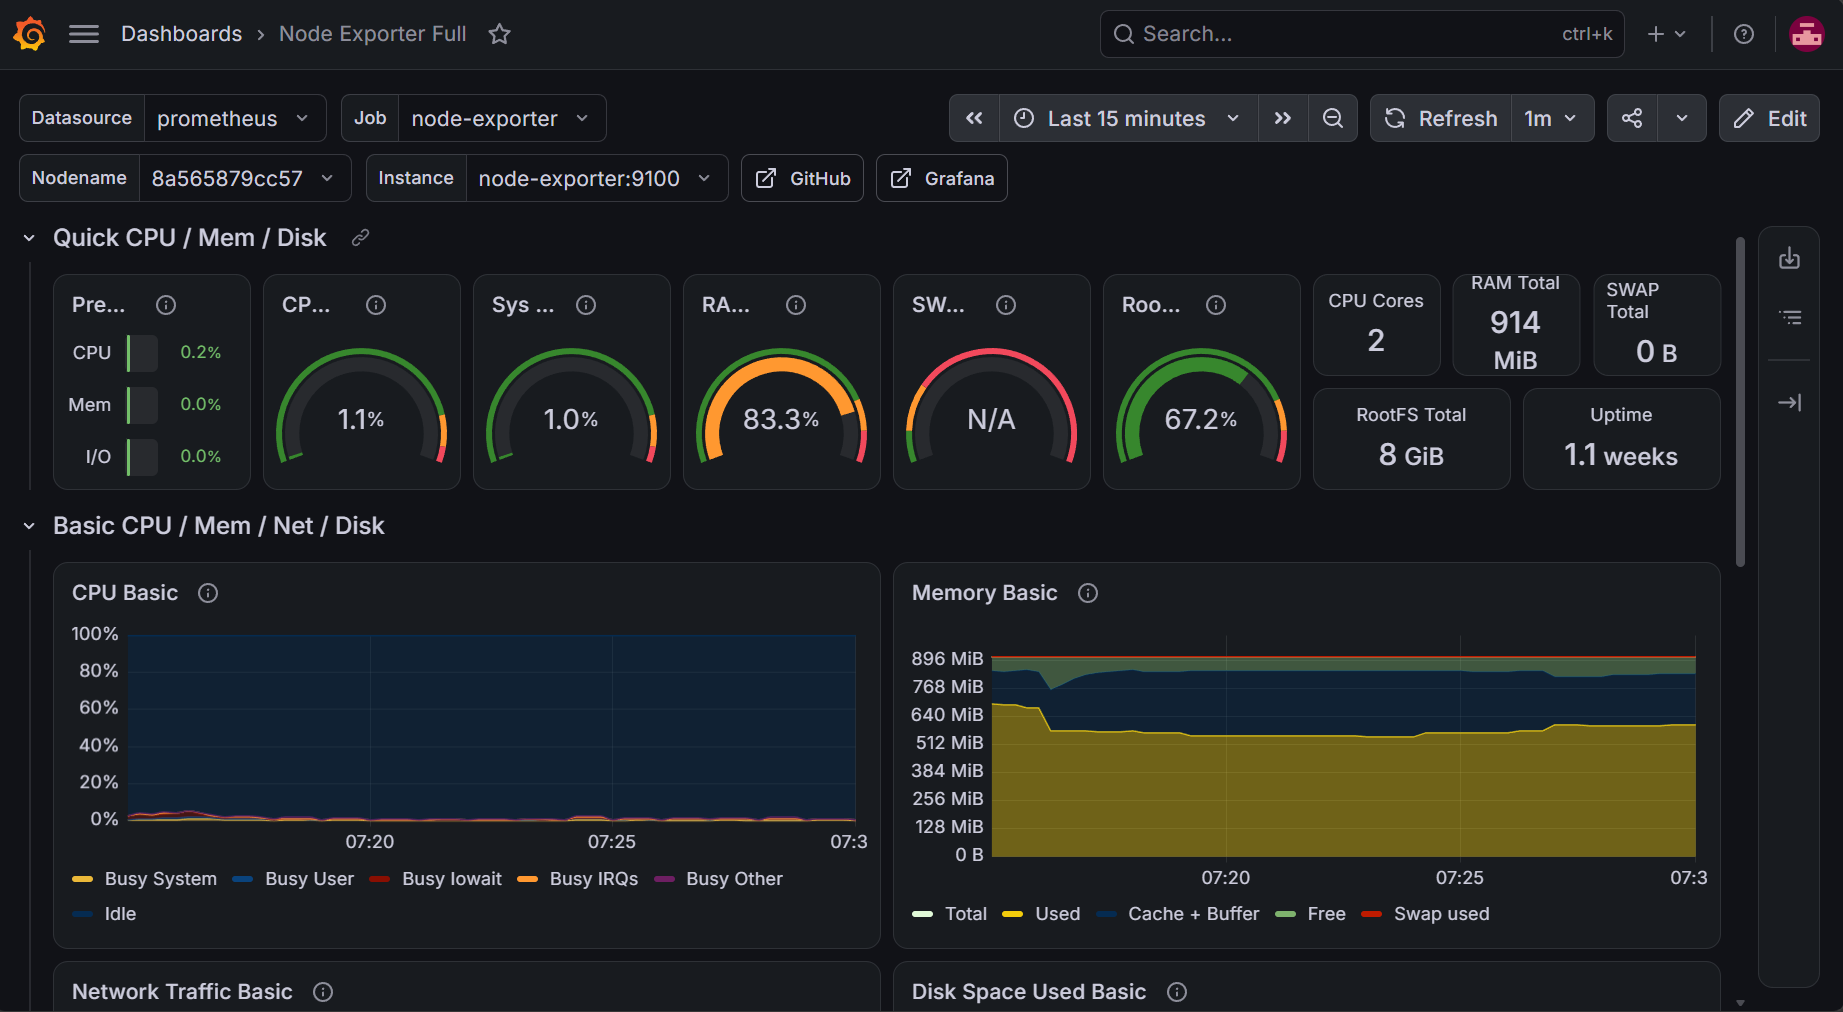 Dashboards › Node Exporter Full
Search...
ctrl+k
Datasource prometheus
Job node-exporter
Last 15 minutes
Refresh 1m
Edit
Nodename 8a565879cc57
Instance node-exporter:9100
GitHub
Grafana
Quick CPU / Mem / Disk
Pre...
CPU 0.2%
Mem 0.0%
I/O 0.0%
CP...
1.1%
Sys ...
1.0%
RA...
83.3%
SW...
N/A
Roo...
67.2%
CPU Cores
2
RAM Total
914
MiB
SWAP
Total
0 B
RootFS Total
8 GiB
Uptime
1.1 weeks
Basic CPU / Mem / Net / Disk
CPU Basic
100%
80%
60%
40%
20%
0%
07:20 07:25 07:3
Busy System Busy User Busy Iowait Busy IRQs Busy Other
Idle
Memory Basic
896 MiB
768 MiB
640 MiB
512 MiB
384 MiB
256 MiB
128 MiB
0 B
07:20 07:25 07:3
Total Used Cache + Buffer Free Swap used
Network Traffic Basic
Disk Space Used Basic